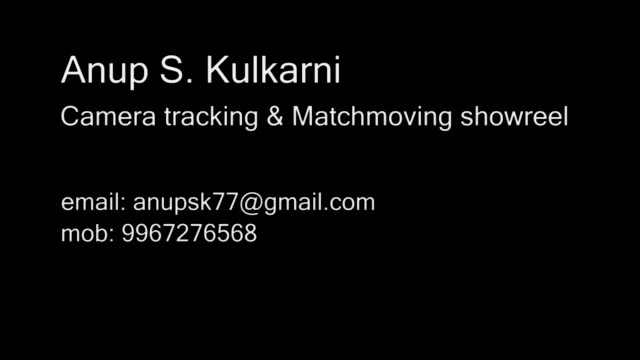 Anup S. Kulkarni
Camera tracking & Matchmoving showreel
email: anupsk77@gmail.com
mob: 9967276568